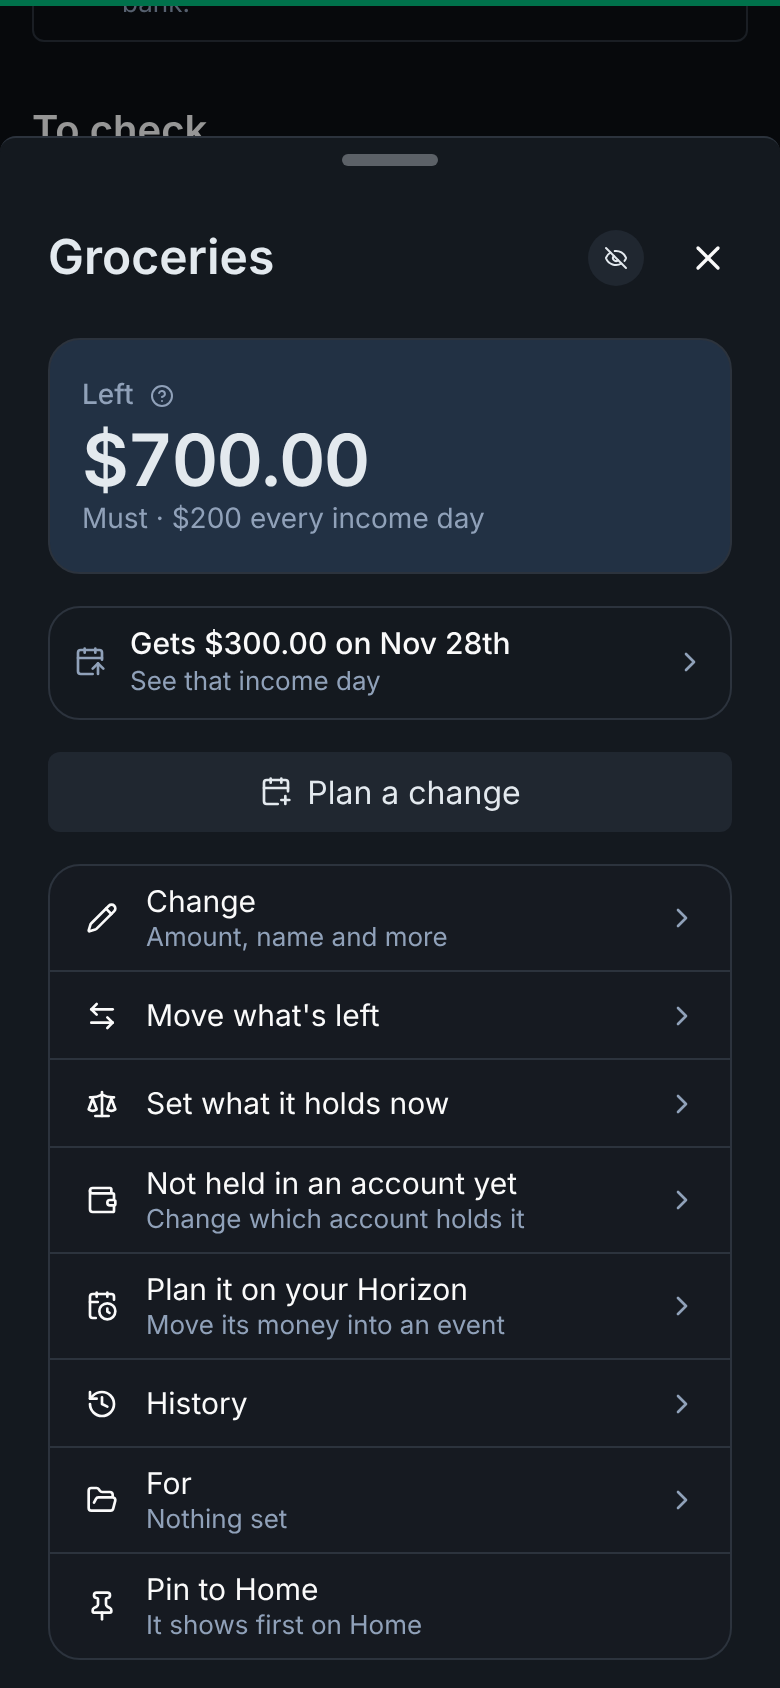 bank.
To check
Groceries
Left
$700.00
Must · $200 every income day
Gets $300.00 on Nov 28th
See that income day
Plan a change
Change
Amount, name and more
Move what's left
Set what it holds now
Not held in an account yet
Change which account holds it
Plan it on your Horizon
Move its money into an event
History
For
Nothing set
Pin to Home
It shows first on Home